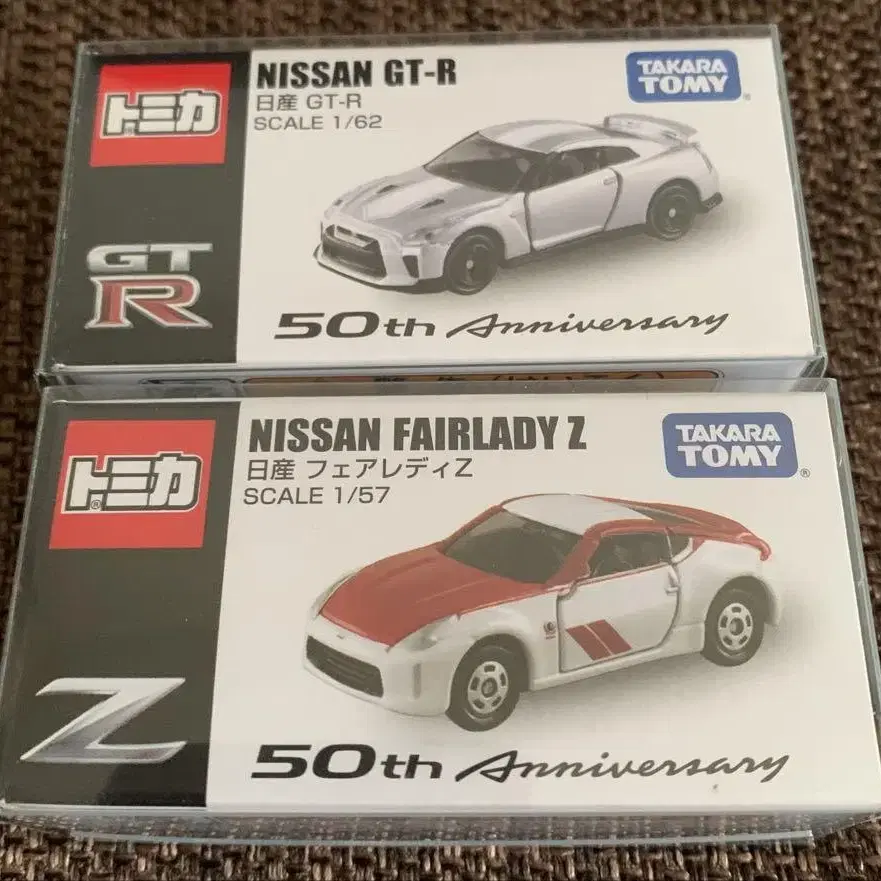 トミカ
NISSAN GT-R
日産 GT-R
SCALE 1/62
TAKARA
TOMY
GT
R
50th Anniversary
トミカ
NISSAN FAIRLADY Z
日産 フェアレディZ
SCALE 1/57
TAKARA
TOMY
Z
50th Anniversary